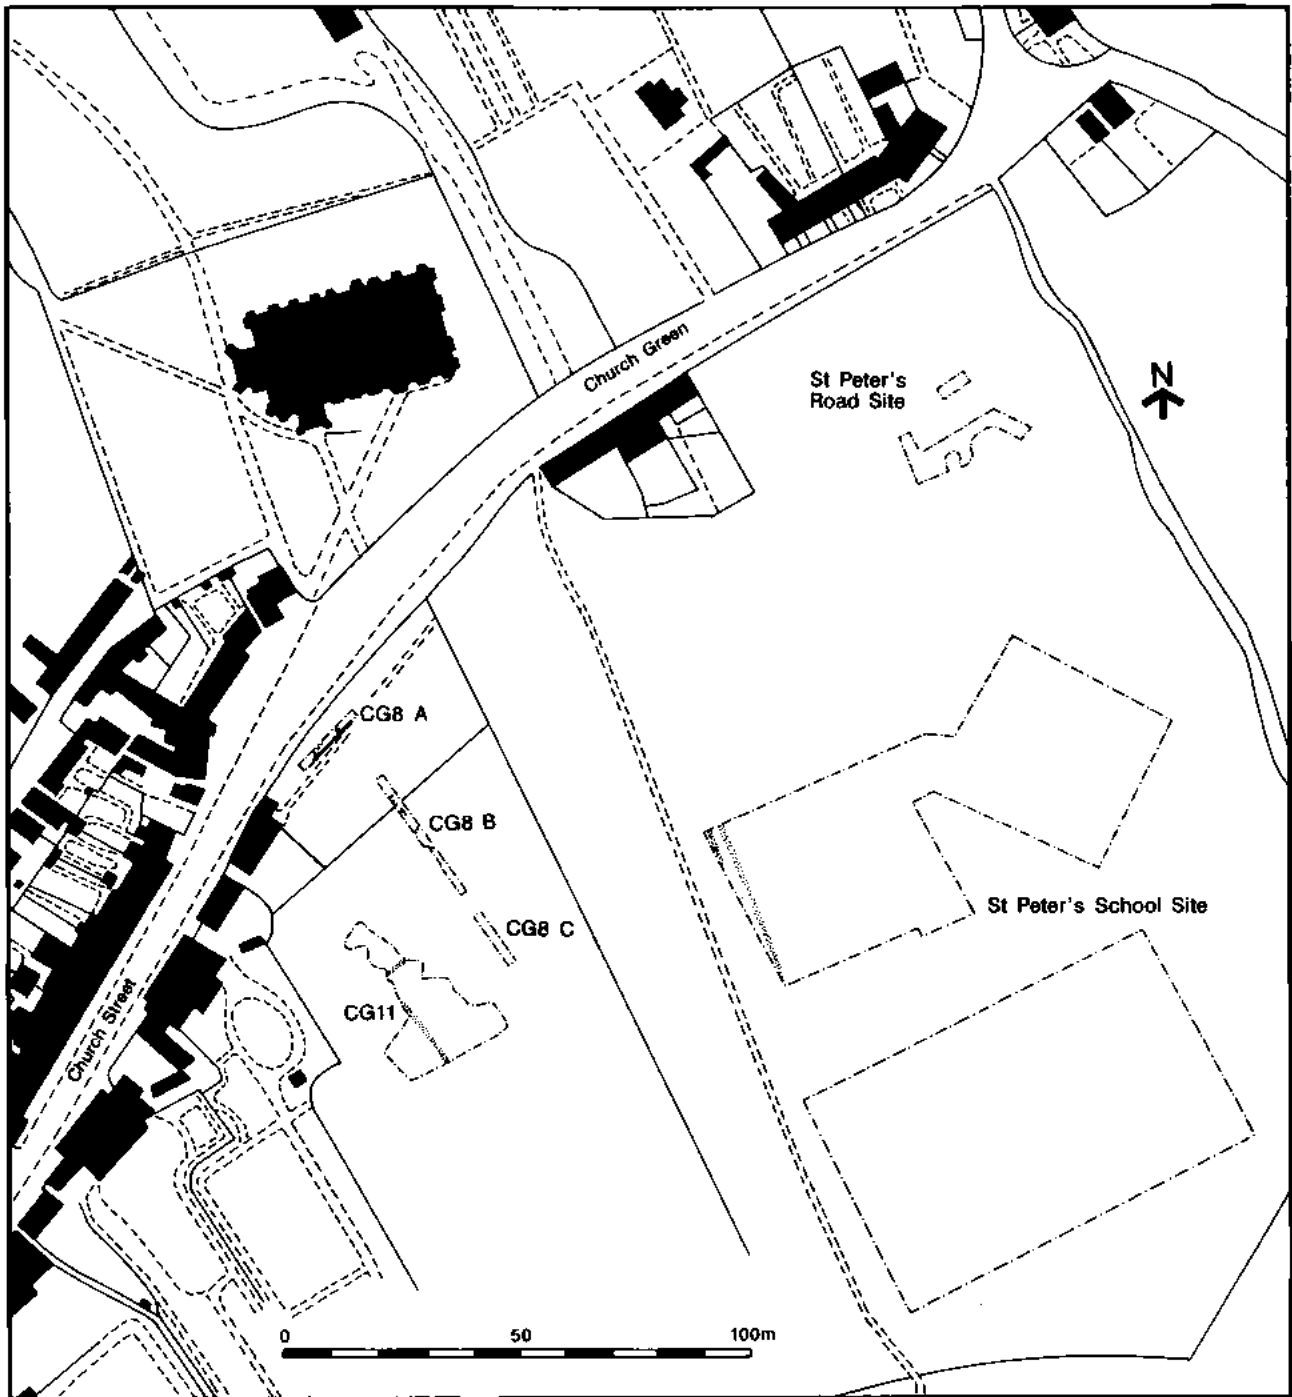 Church Green
St Peter's
Road Site
N
CG8 A
CG8 B
St Peter's School Site
CG8 C
CG11
Church Street
0 50 100m